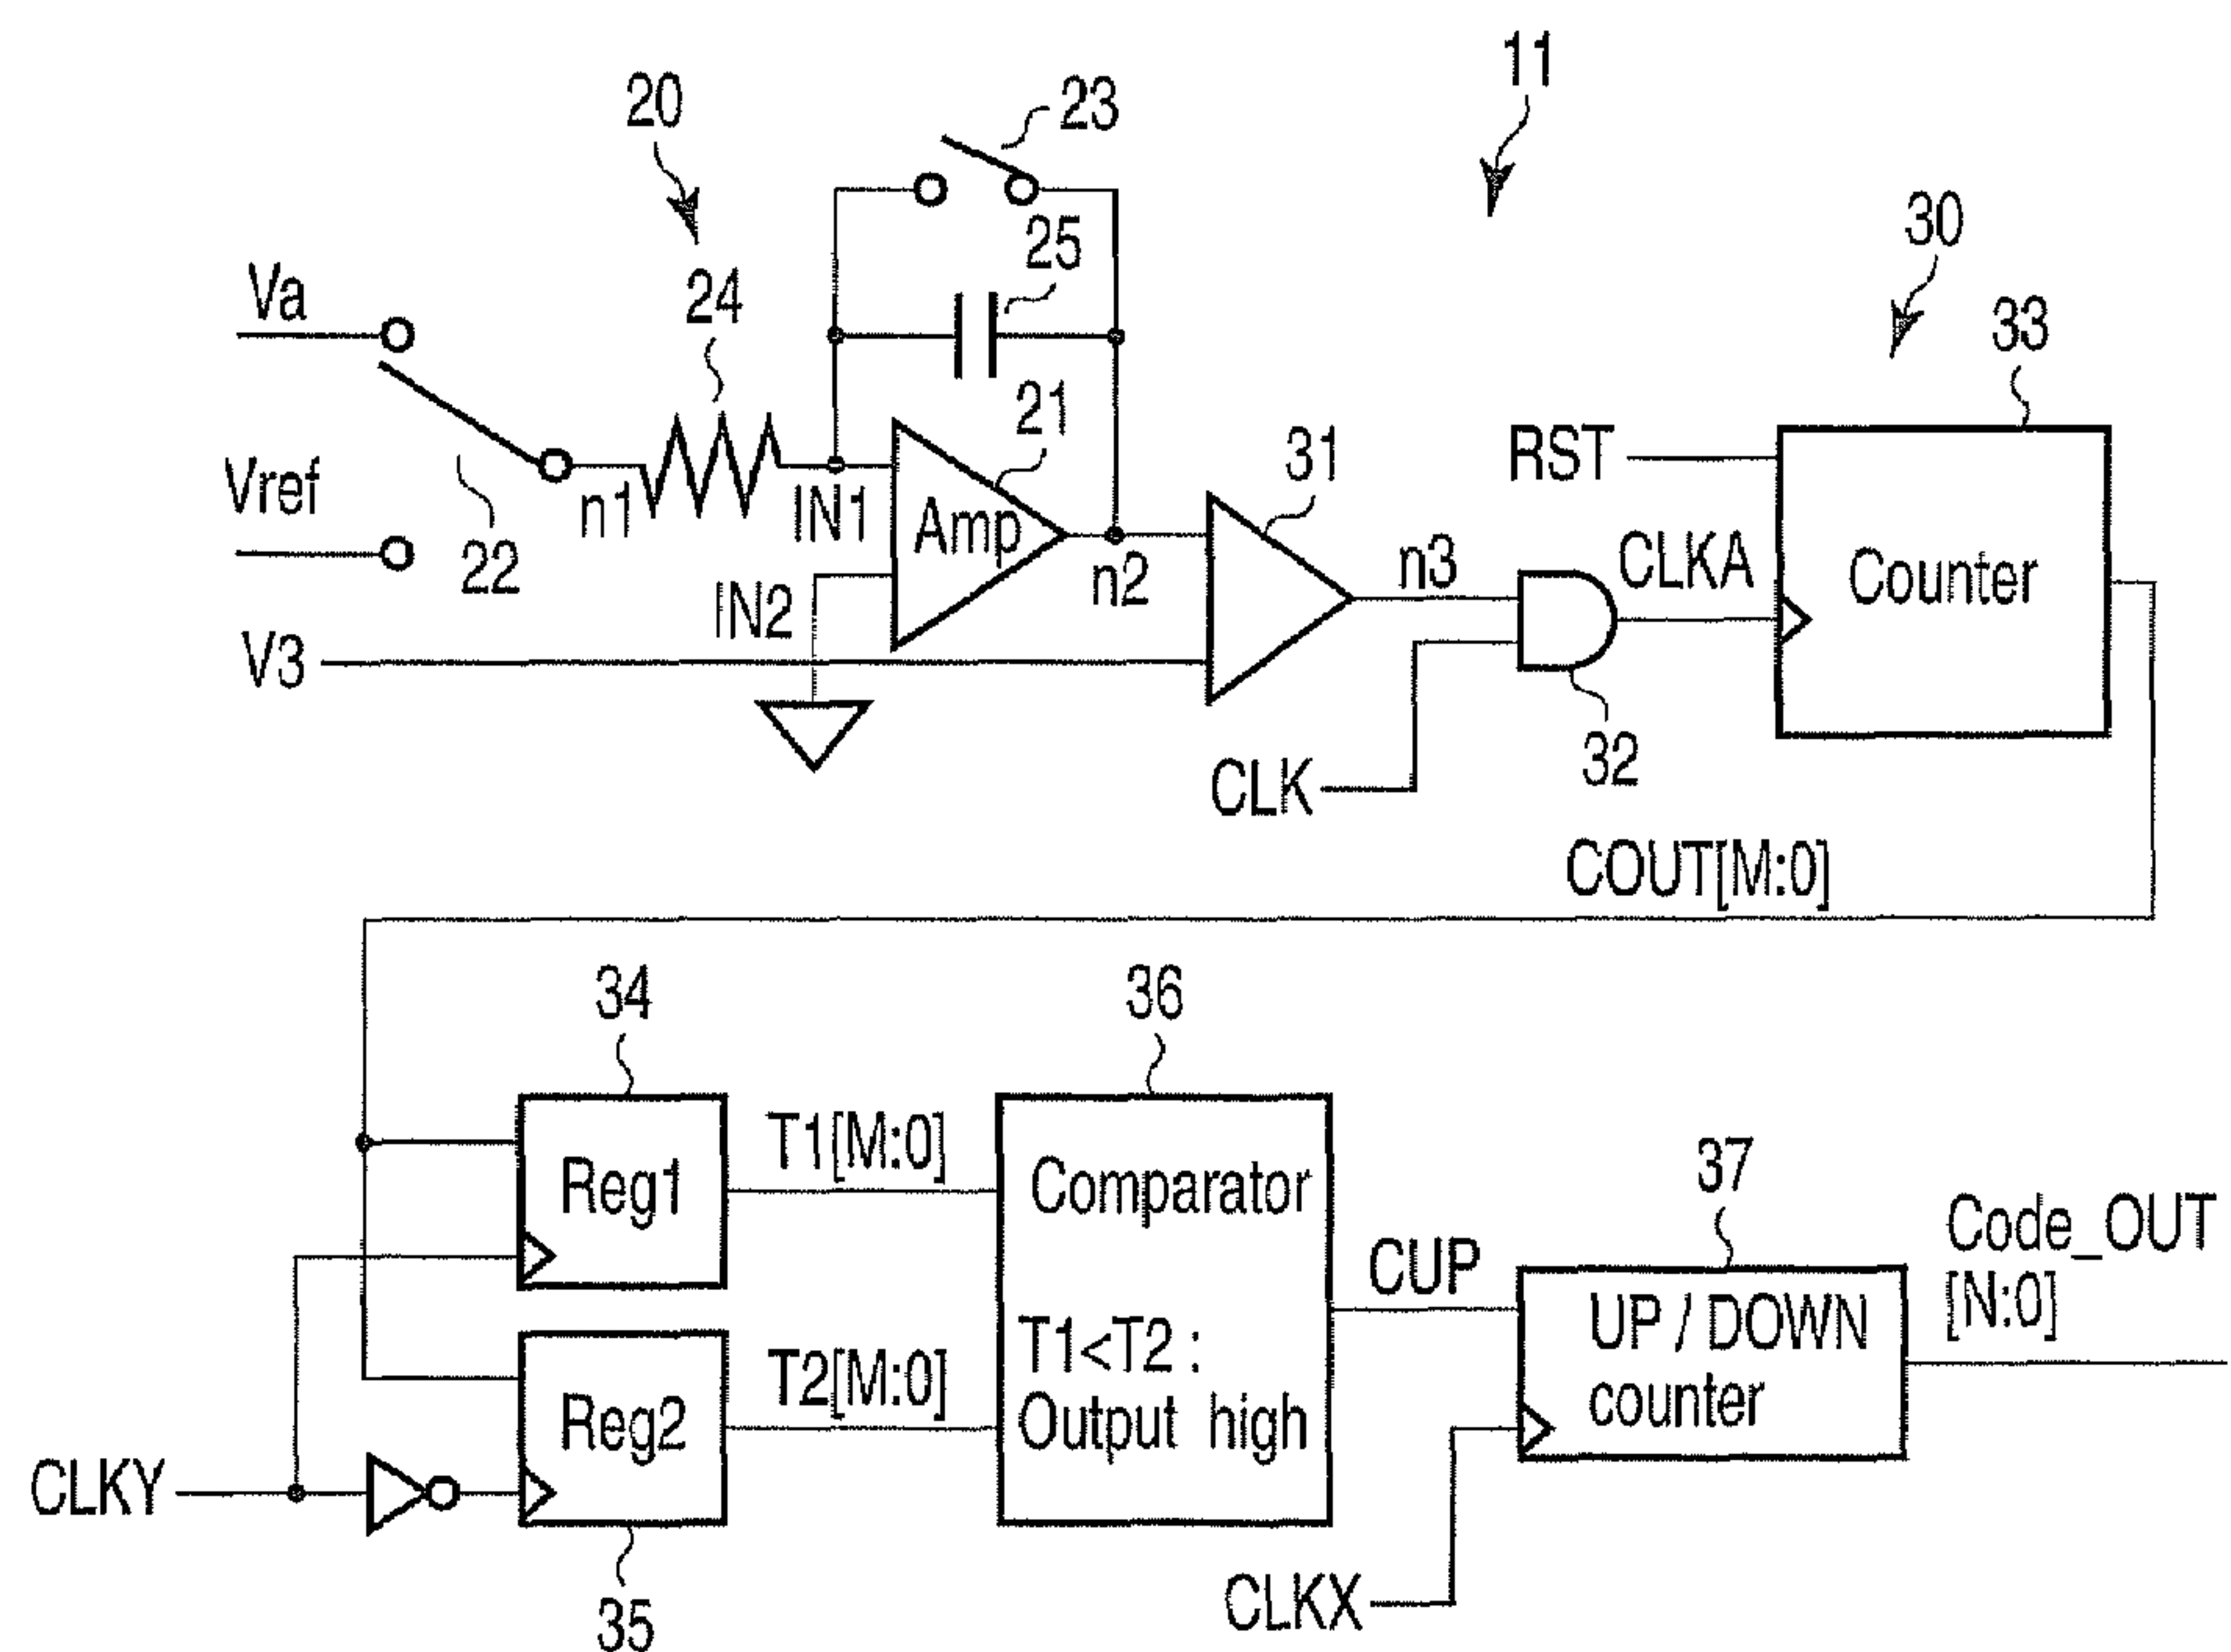 11
20
23
30
25
24
33
Va
21
31
RST
Vref
n1
IN1
Amp
22
IN2
n2
n3
CLKA
Counter
V3
32
CLK
COUT[M:0]
34
36
T1[M:0]
37
Reg1
Comparator
Code_OUT
[N:0]
CUP
T1<T2 :
Output high
UP / DOWN
counter
T2[M:0]
Reg2
CLKY
CLKX
35